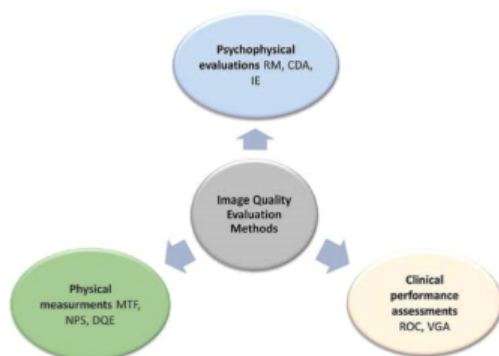 Psychophysical
evaluations RM, CDA,
IE
Image Quality
Evaluation
Methods
Physical
measurments MTF,
NPS, DQE
Clinical
performance
assessments
ROC, VGA